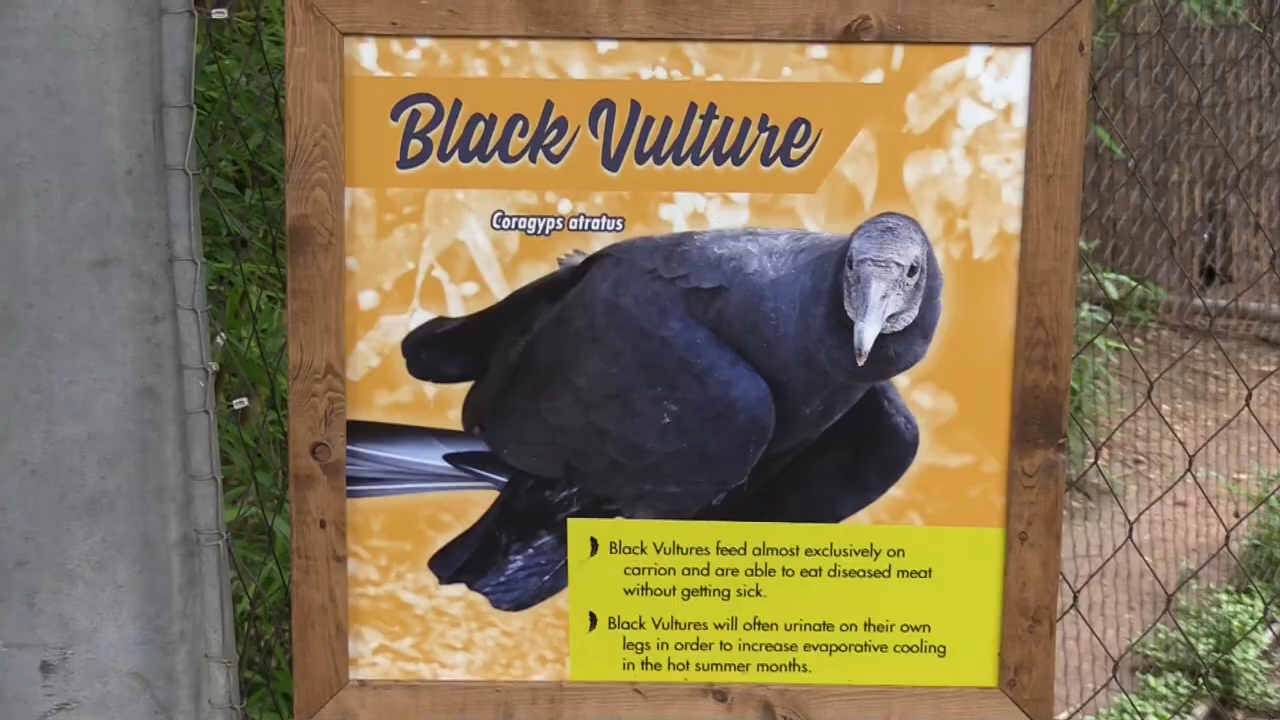 Black Vulture
Coragyps atratus
Black Vultures feed almost exclusively on
carrion and are able to eat diseased meat
without getting sick.
Black Vultures will often urinate on their own
legs in order to increase evaporative cooling
in the hot summer months.